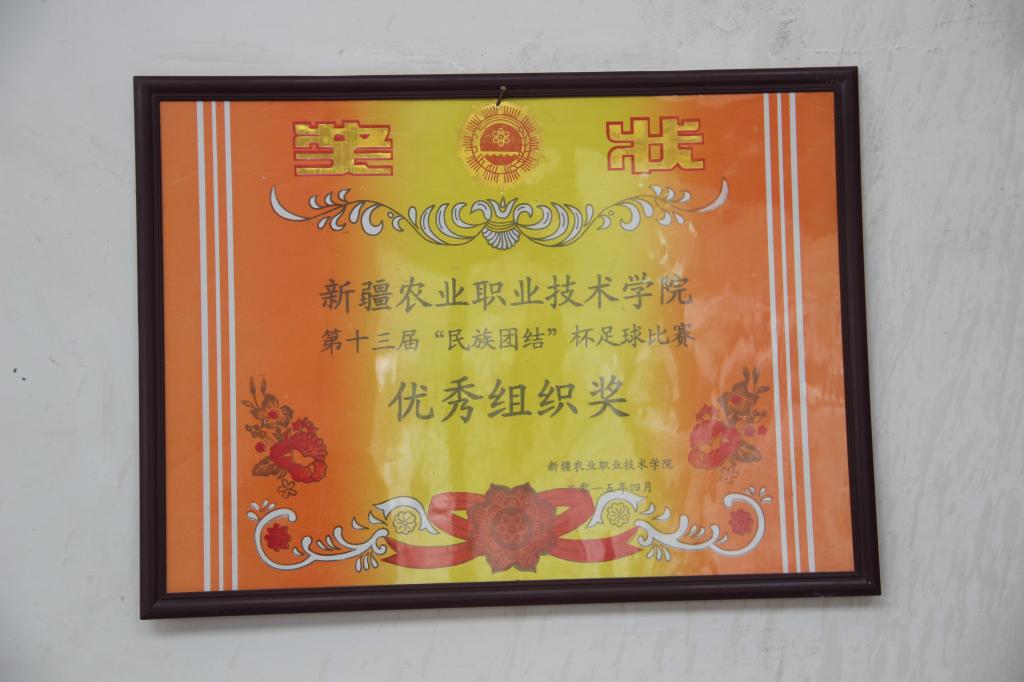 奖状
新疆农业职业技术学院
第十三届“民族团结”杯足球比赛
优秀组织奖
新疆农业职业技术学院
二零一五年四月